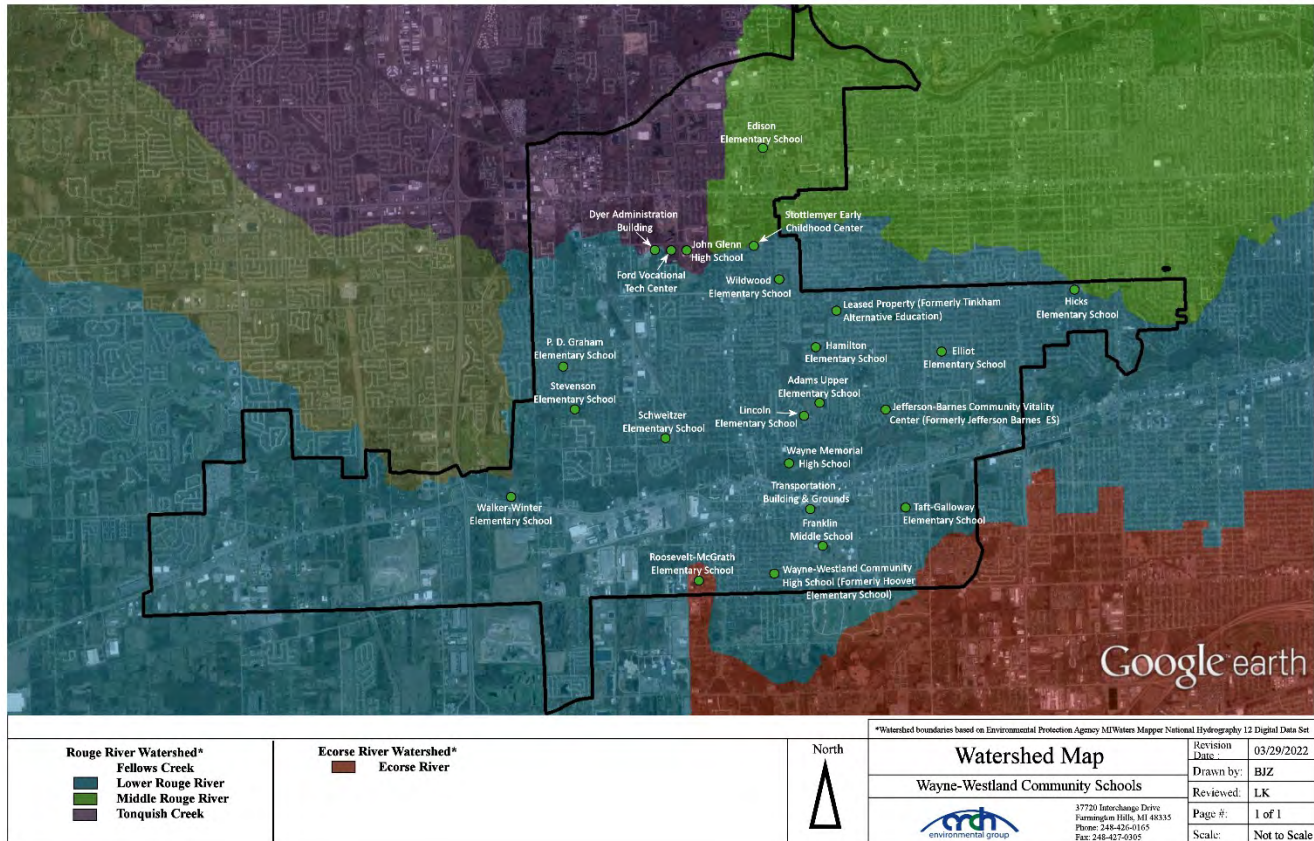 Edison
Elementary School
Dyer Administration
Building
Stottlemyer Early
Childhood Center
John Glenn
High School
Ford Vocational
Tech Center
Wildwood
Elementary School
Leased Property (Formerly Tinkham
Alternative Education)
Hicks
Elementary School
P. D. Graham
Elementary School
Hamilton
Elementary School
Elliot
Elementary School
Stevenson
Elementary School
Adams Upper
Elementary School
Lincoln
Elementary School
Jefferson-Barnes Community Vitality
Center (Formerly Jefferson Barnes ES)
Schweitzer
Elementary School
Wayne Memorial
High School
Transportation ,
Building & Grounds
Walker-Winter
Elementary School
Taft-Galloway
Elementary School
Franklin
Middle School
Roosevelt-McGrath
Elementary School
Wayne-Westland Community
High School (Formerly Hoover
Elementary School)
Google earth
*Watershed boundaries based on Environmental Protection Agency MIWaters Mapper National Hydrography 12 Digital Data Set
Rouge River Watershed*
Fellows Creek
Lower Rouge River
Middle Rouge River
Tonquish Creek
Ecorse River Watershed*
Ecorse River
North
Watershed Map
Wayne-Westland Community Schools
arch
environmental group
37720 Interchange Drive
Farmington Hills, MI 48335
Phone: 248-426-0165
Fax: 248-427-0305
Revision Date : 03/29/2022
Drawn by: BJZ
Reviewed: LK
Page #: 1 of 1
Scale: Not to Scale